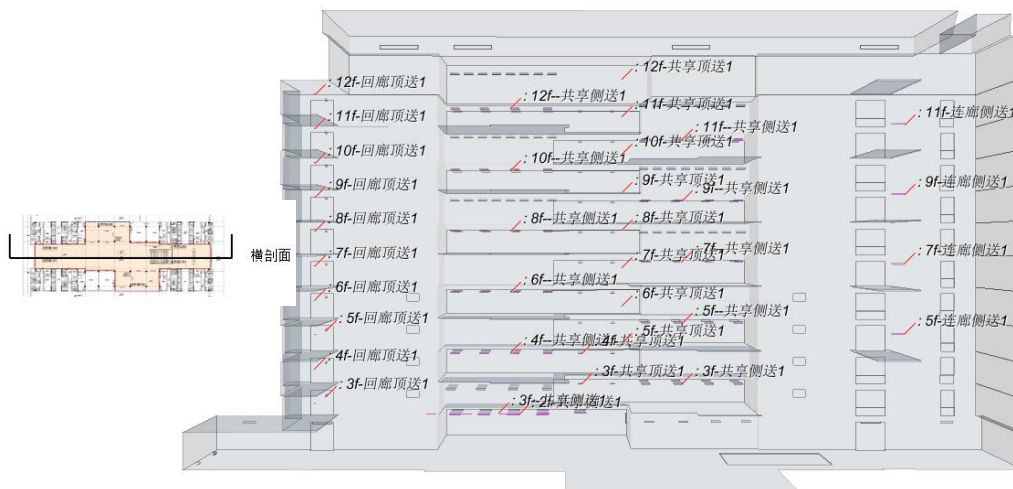 : 12f-共享顶送1
: 12f-回廊顶送1
: 12f--共享侧送1
: 11f-共享顶送1
: 11f-连廊侧送1
: 11f-回廊顶送1
: 11f--共享侧送1
: 10f-共享顶送1
: 10f-回廊顶送1
: 10f--共享侧送1
: 9f-共享顶送1
: 9f-连廊侧送1
: 9f-回廊顶送1
: 9f--共享侧送1
: 8f-回廊顶送1
: 8f--共享侧送1
: 8f-共享顶送1
: 7f-回廊顶送1
: 7f-共享顶送1
: 7f--共享侧送1
: 7f-连廊侧送1
横剖面
: 6f-回廊顶送1
: 6f--共享侧送1
: 6f-共享顶送1
: 5f-回廊顶送1
: 5f--共享侧送1
: 5f-共享顶送1
: 5f-连廊侧送1
: 4f-回廊顶送1
: 4f--共享侧送1
: 4f-共享顶送1
: 3f-回廊顶送1
: 3f-共享顶送1
: 3f--共享侧送1